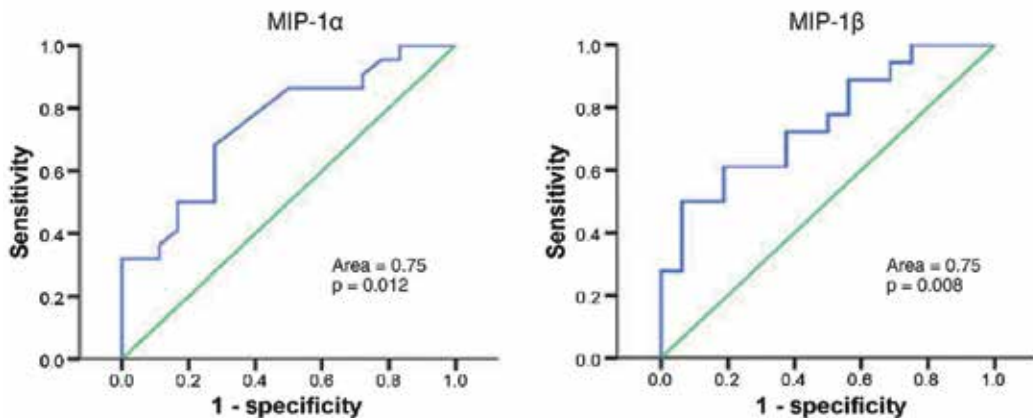 MIP-1α
Sensitivity
1.0
0.8
0.6
0.4
0.2
0.0
Area = 0.75
p = 0.012
0.0 0.2 0.4 0.6 0.8 1.0
1 - specificity
MIP-1β
Sensitivity
1.0
0.8
0.6
0.4
0.2
0.0
Area = 0.75
p = 0.008
0.0 0.2 0.4 0.6 0.8 1.0
1 - specificity